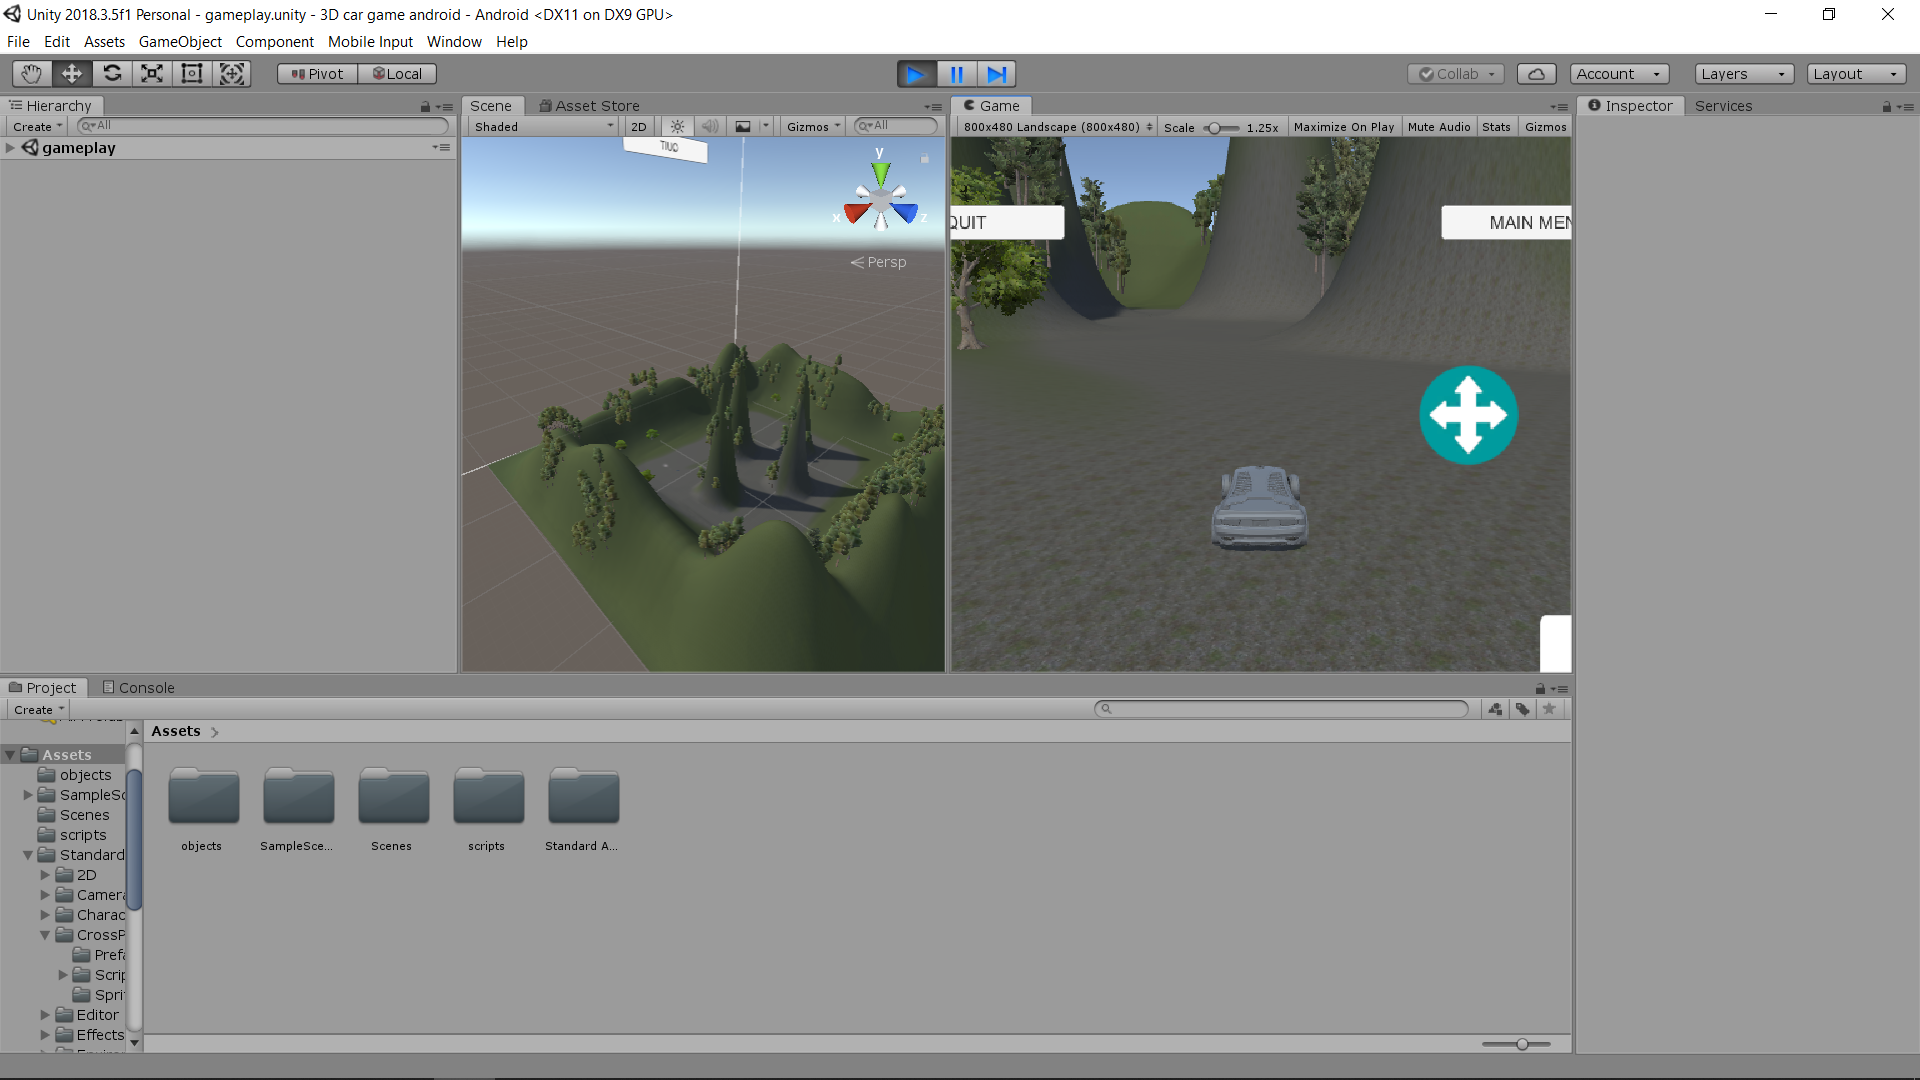 Unity 2018.3.5f1 Personal - gameplay.unity - 3D car game android - Android <DX11 on DX9 GPU>
File Edit Assets GameObject Component Mobile Input Window Help
Pivot Local Collab Account Layers Layout
Hierarchy Scene Asset Store Game Inspector Services
Create All Shaded 2D Gizmos All 800x480 Landscape (800x480) Scale 1.25x Maximize On Play Mute Audio Stats Gizmos
gameplay
QUIT
y
x z
Persp
QUIT
MAIN MEN
Project Console
Create
Assets
Assets
objects
SampleSc
Scenes
scripts
Standard
2D
Camera
Charac
CrossP
Prefa
Scrip
Spri
Editor
Effects
objects SampleSce... Scenes scripts Standard A...